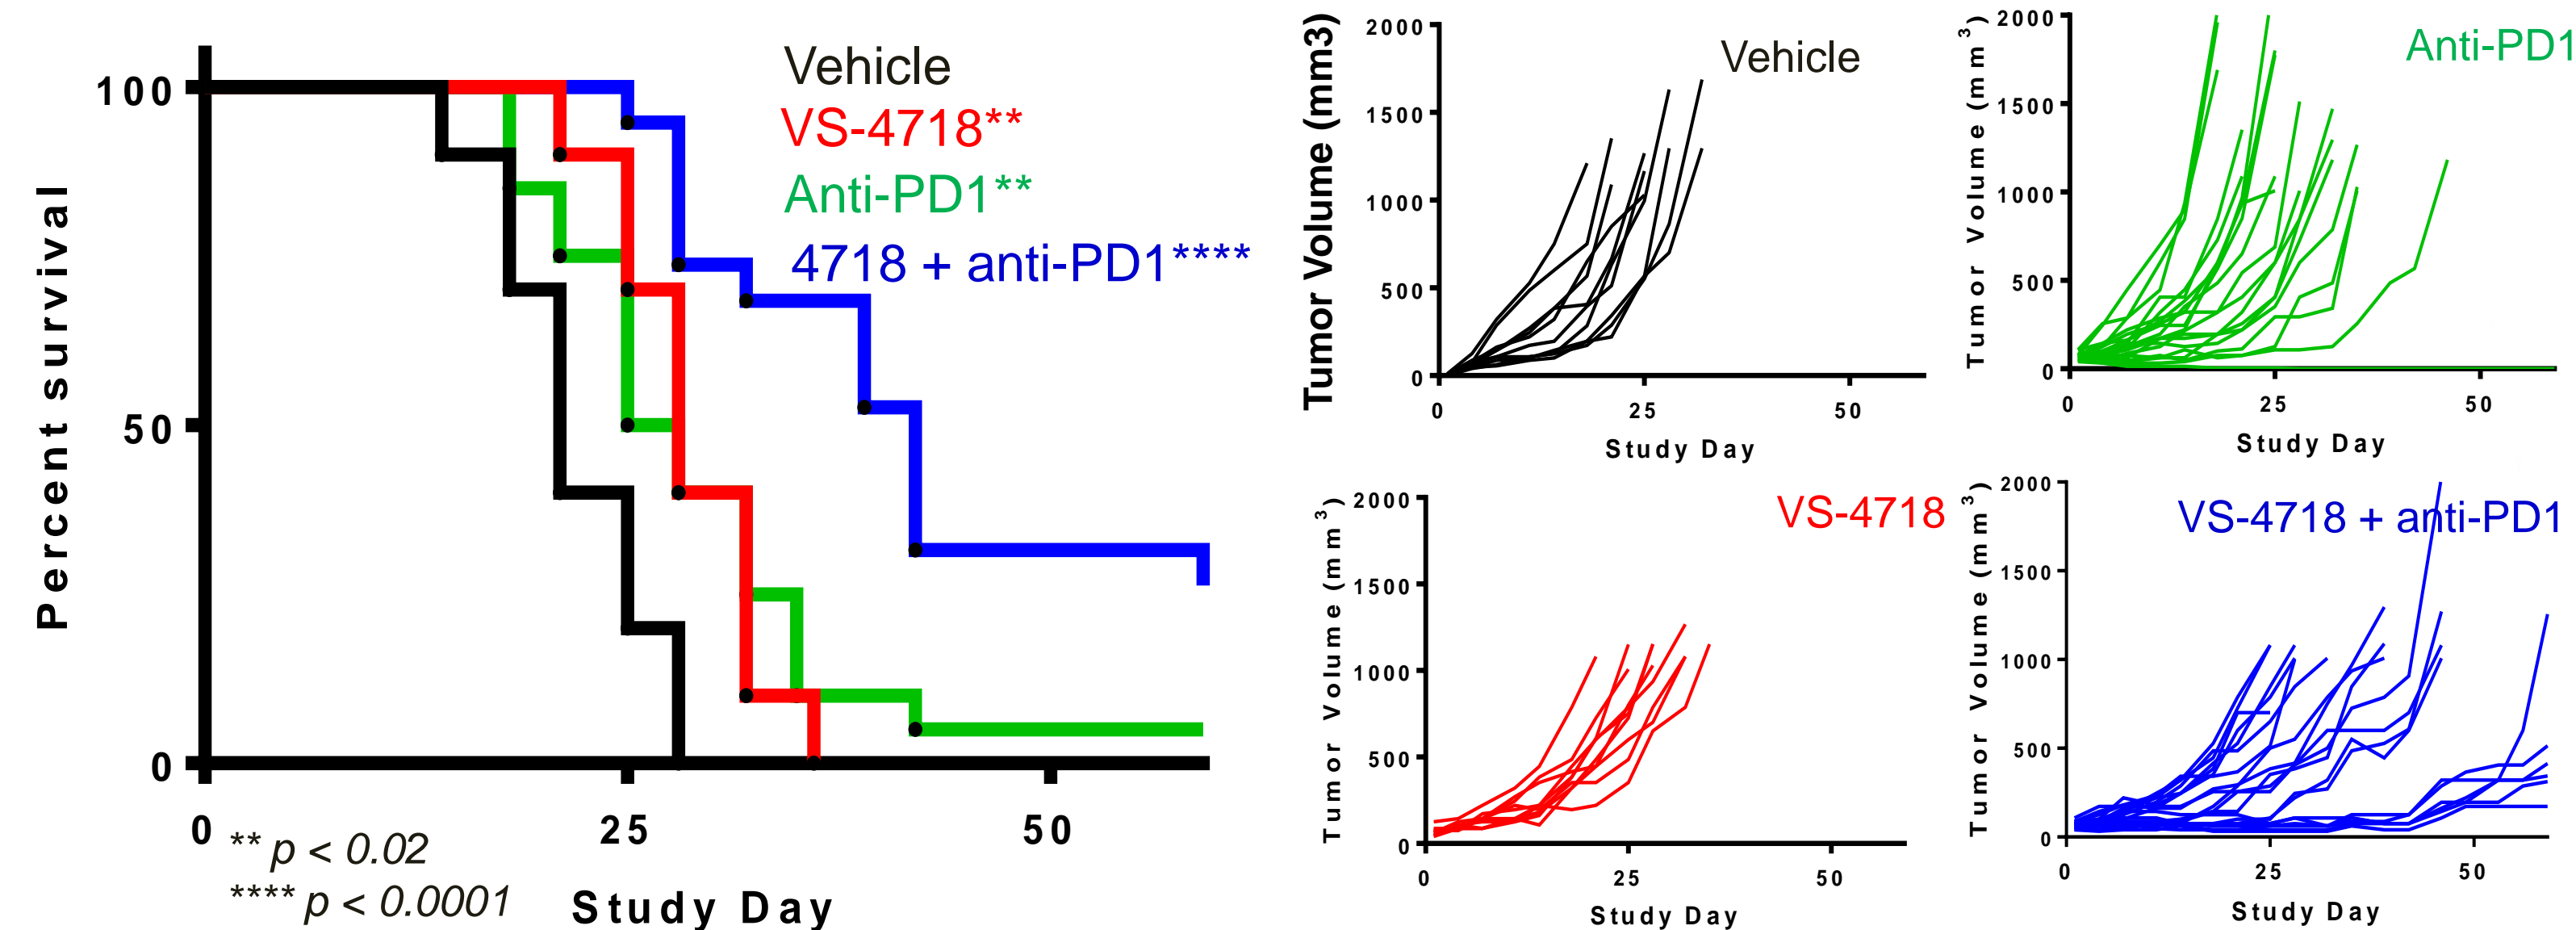 Percent survival
100
50
0
0
25
50
Study Day
Vehicle
VS-4718**
Anti-PD1**
4718 + anti-PD1****
** p < 0.02
**** p < 0.0001
Tumor Volume (mm3)
2000
1500
1000
500
0
0
25
50
Study Day
Vehicle
Tumor Volume (mm³)
2000
1500
1000
500
0
0
25
50
Study Day
Anti-PD1
Tumor Volume (mm³)
2000
1500
1000
500
0
0
25
50
Study Day
VS-4718
Tumor Volume (mm³)
2000
1500
1000
500
0
0
25
50
Study Day
VS-4718 + anti-PD1